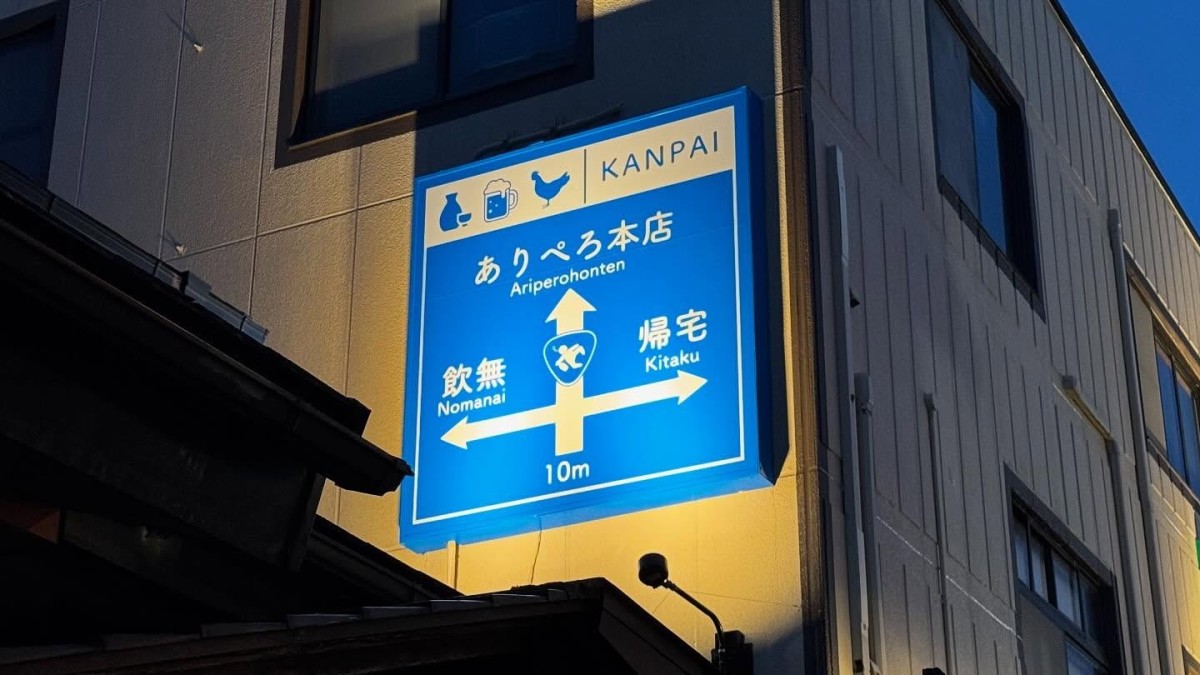 KANPAI
ありぺろ本店
Ariperohonten
帰宅
Kitaku
飲無
Nomanai
10m